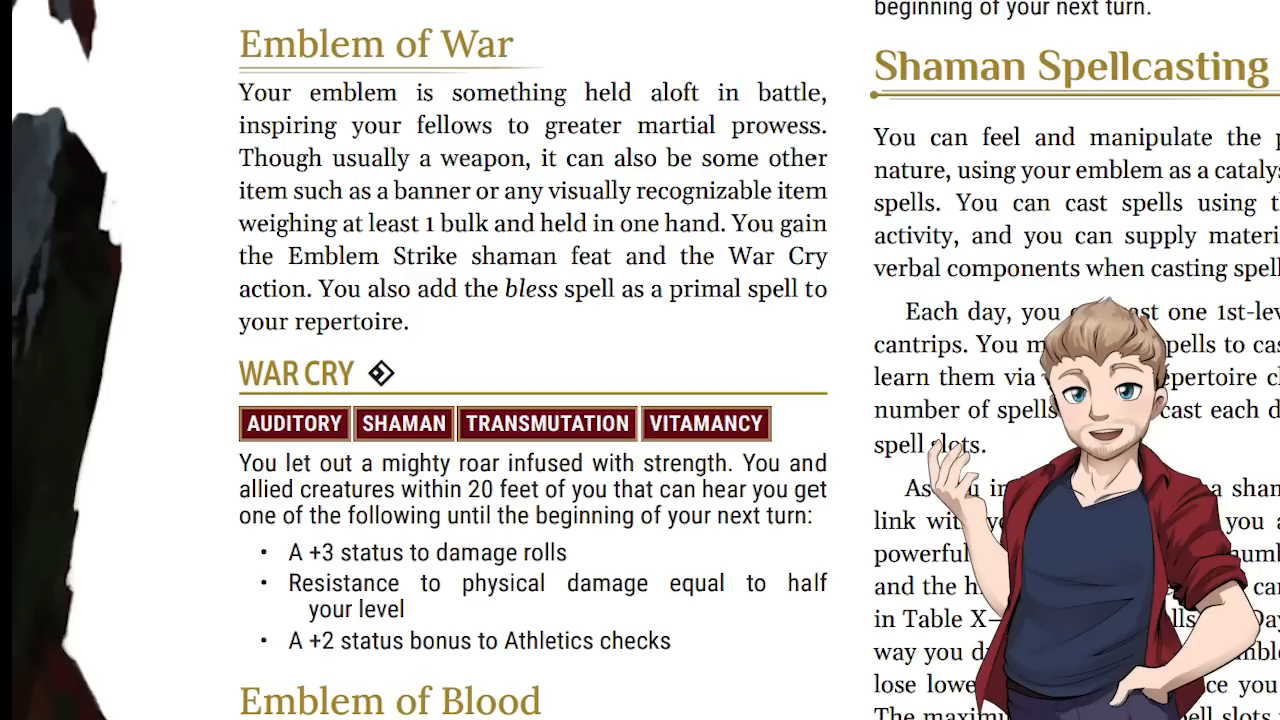 Emblem of War
Your emblem is something held aloft in battle,
inspiring your fellows to greater martial prowess.
Though usually a weapon, it can also be some other
item such as a banner or any visually recognizable item
weighing at least 1 bulk and held in one hand. You gain
the Emblem Strike shaman feat and the War Cry
action. You also add the bless spell as a primal spell to
your repertoire.
WAR CRY
AUDITORY SHAMAN TRANSMUTATION VITAMANCY
You let out a mighty roar infused with strength. You and
allied creatures within 20 feet of you that can hear you get
one of the following until the beginning of your next turn:
• A +3 status to damage rolls
• Resistance to physical damage equal to half
your level
• A +2 status bonus to Athletics checks
Emblem of Blood
beginning of your next turn.
Shaman Spellcasting
You can feel and manipulate the
nature, using your emblem as a
spells. You can cast spells using
activity, and you can supply
verbal components when casting
Each day, you one
cantrips. You to
learn them via
number of spells cast each
spell slots.
As a
link with you
powerful
and the
in Table
way you
lose
The